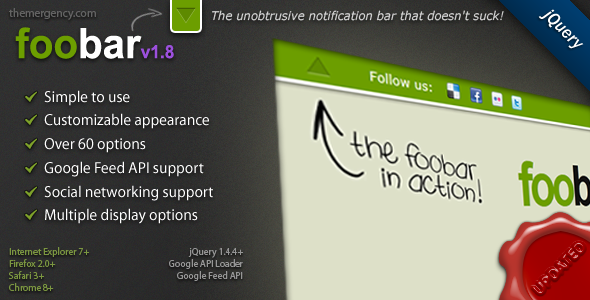 themergency.com
The unobtrusive notification bar that doesn't suck!
jQuery
foobar v1.8
Simple to use
Customizable appearance
Over 60 options
Google Feed API support
Social networking support
Multiple display options
Follow us:
the foobar
in action!
foob
UPDATED
Internet Explorer 7+
Firefox 2.0+
Safari 3+
Chrome 8+
jQuery 1.4.4+
Google API Loader
Google Feed API